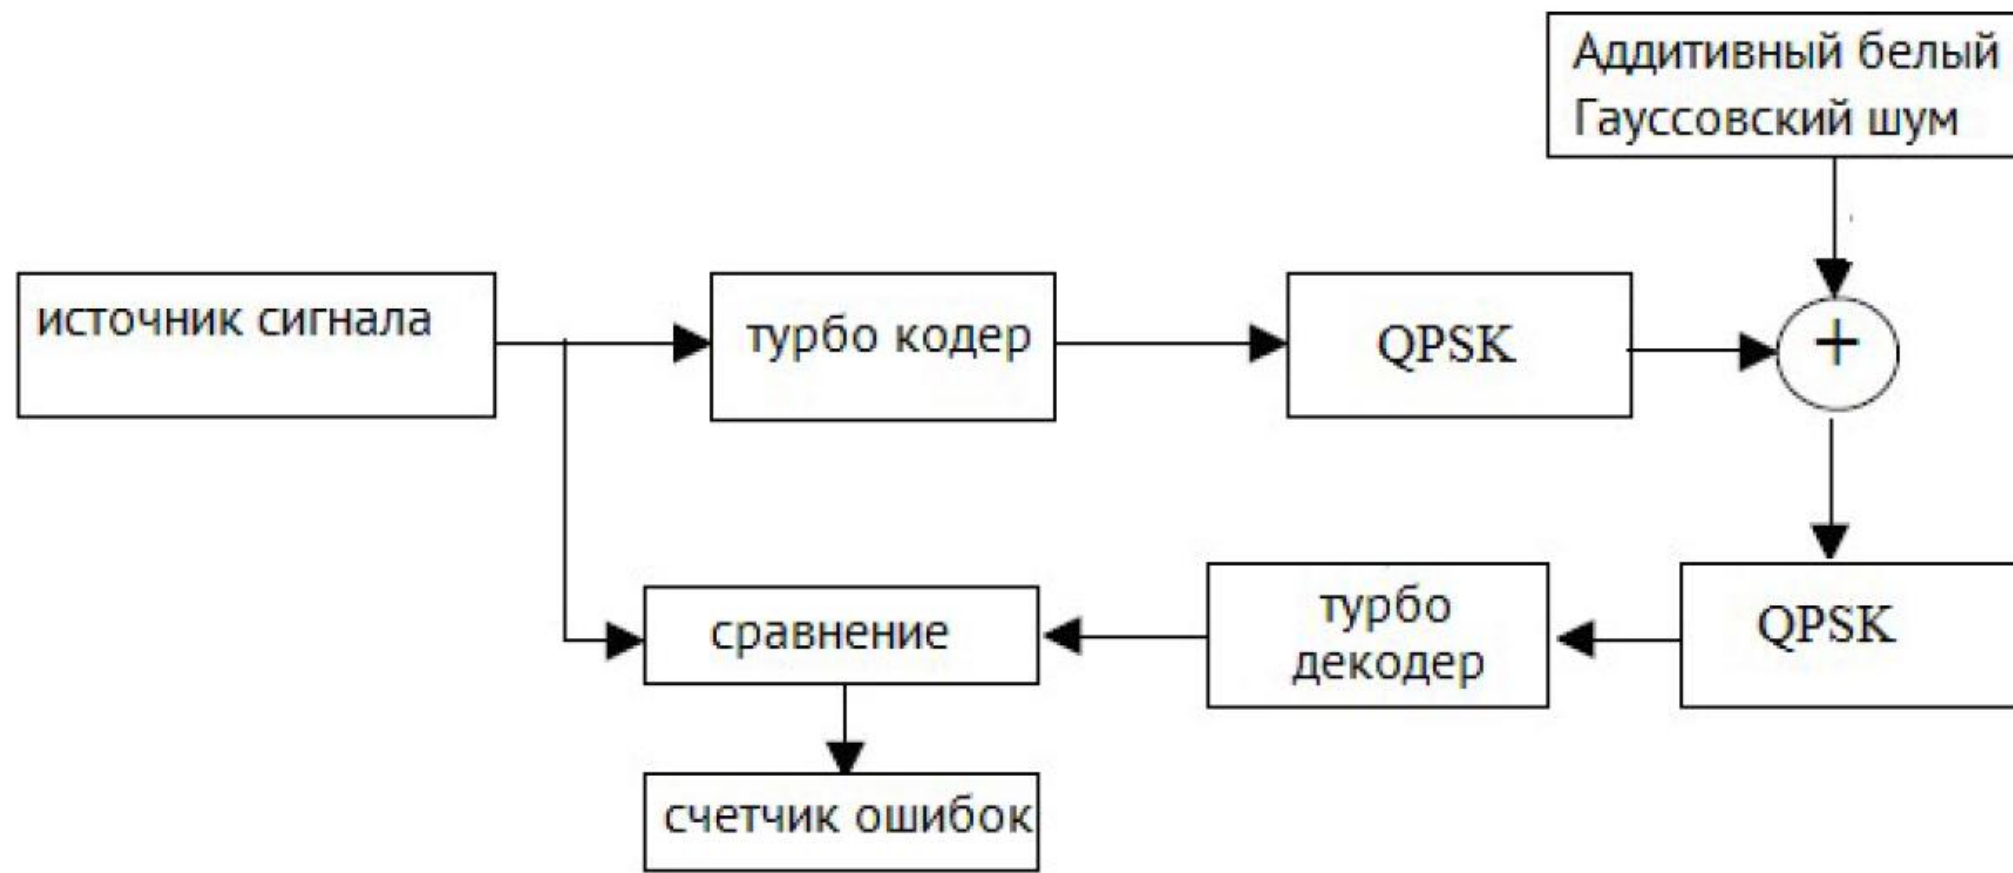 Аддитивный белый
Гауссовский шум
источник сигнала
турбо кодер
QPSK
+
турбо
декодер
QPSK
сравнение
счетчик ошибок